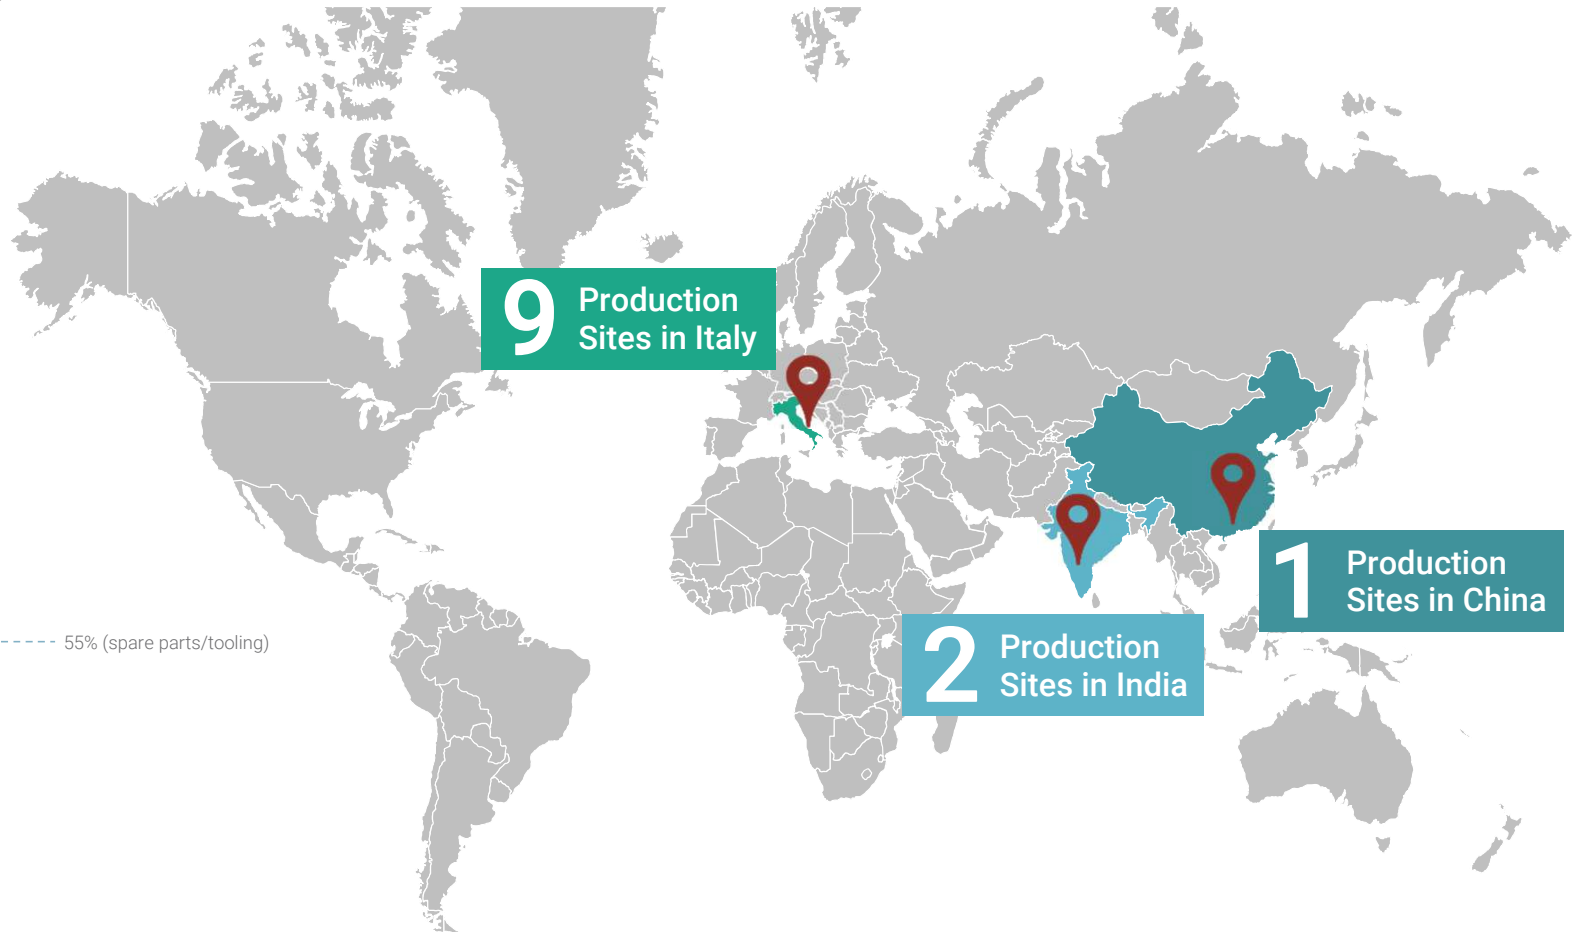 9
Production
Sites in Italy
1
Production
Sites in China
2
Production
Sites in India
55% (spare parts/tooling)